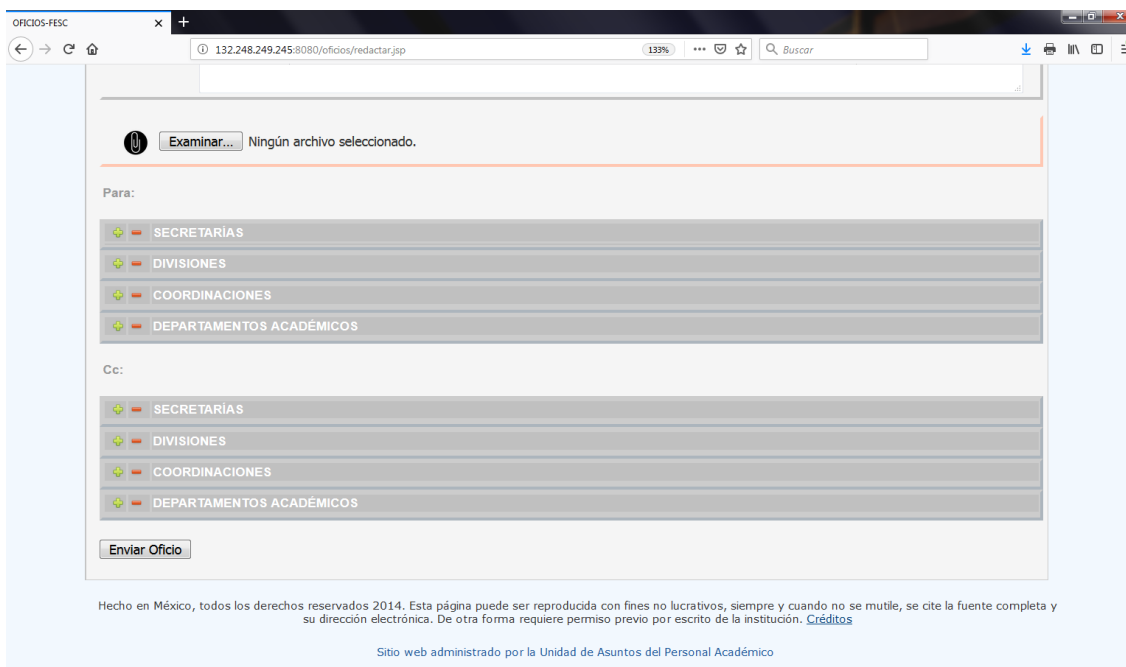 OFICIOS-FESC
132.248.249.245:8080/oficios/redactar.jsp
133%
Buscar
Examinar... Ningún archivo seleccionado.
Para:
SECRETARÍAS
DIVISIONES
COORDINACIONES
DEPARTAMENTOS ACADÉMICOS
Cc:
SECRETARÍAS
DIVISIONES
COORDINACIONES
DEPARTAMENTOS ACADÉMICOS
Enviar Oficio
Hecho en México, todos los derechos reservados 2014. Esta página puede ser reproducida con fines no lucrativos, siempre y cuando no se mutile, se cite la fuente completa y
su dirección electrónica. De otra forma requiere permiso previo por escrito de la institución. Créditos
Sitio web administrado por la Unidad de Asuntos del Personal Académico